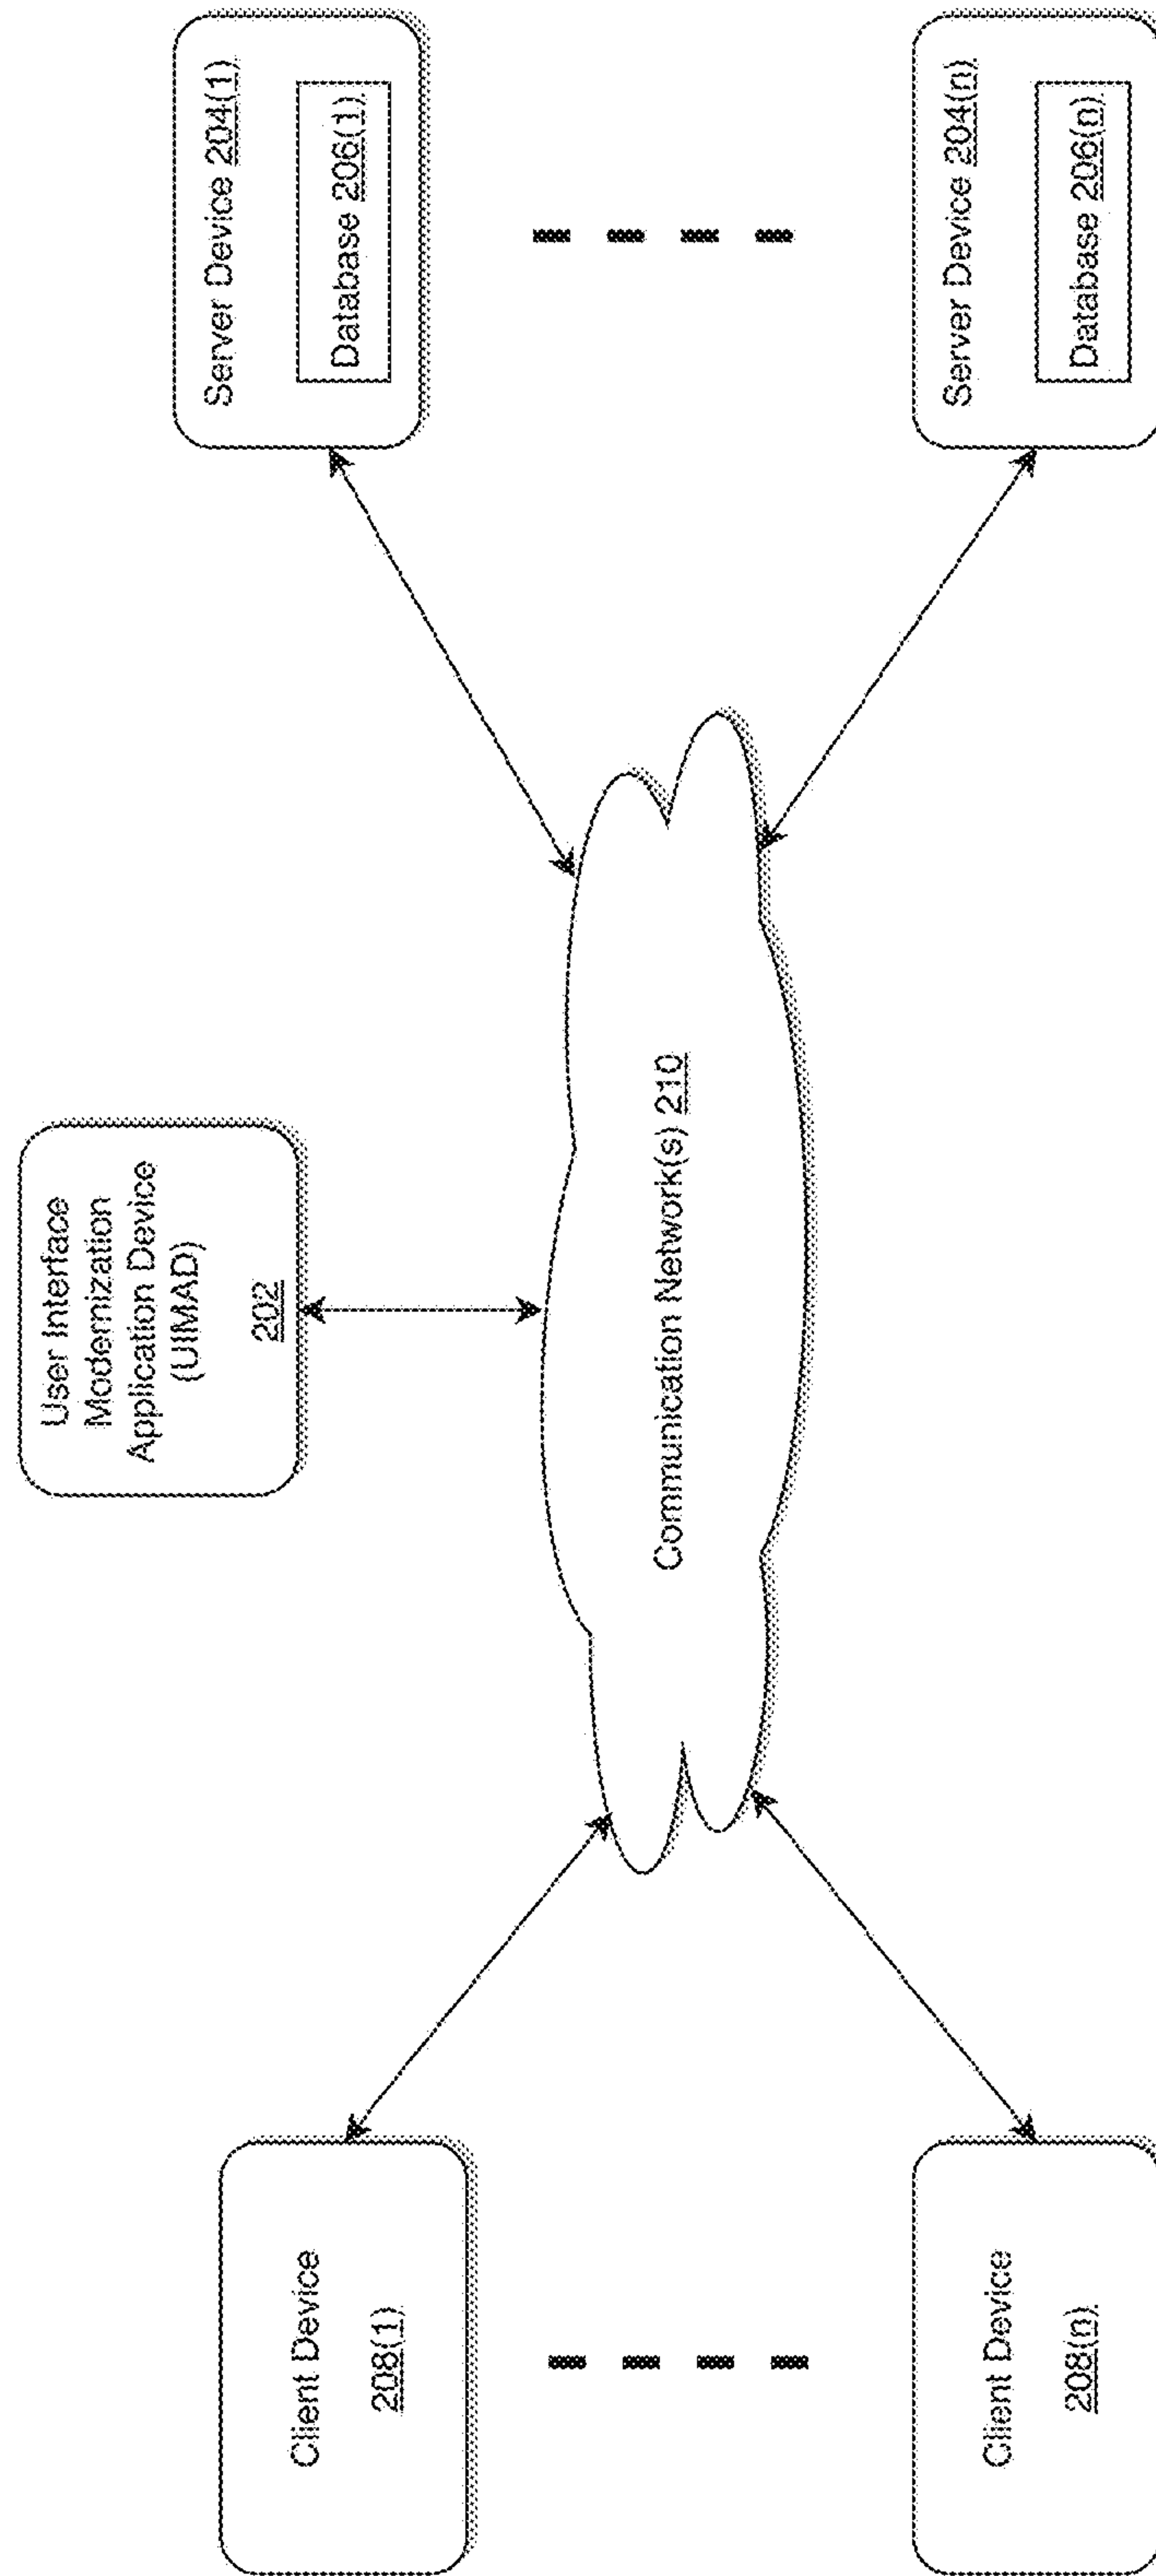 User Interface
Modernization
Application Device
(UIMAD)
202
Server Device 204(1)
Database 206(1)
Client Device
208(1)
Communication Network(s) 210
Server Device 204(n)
Database 206(n)
Client Device
208(n)